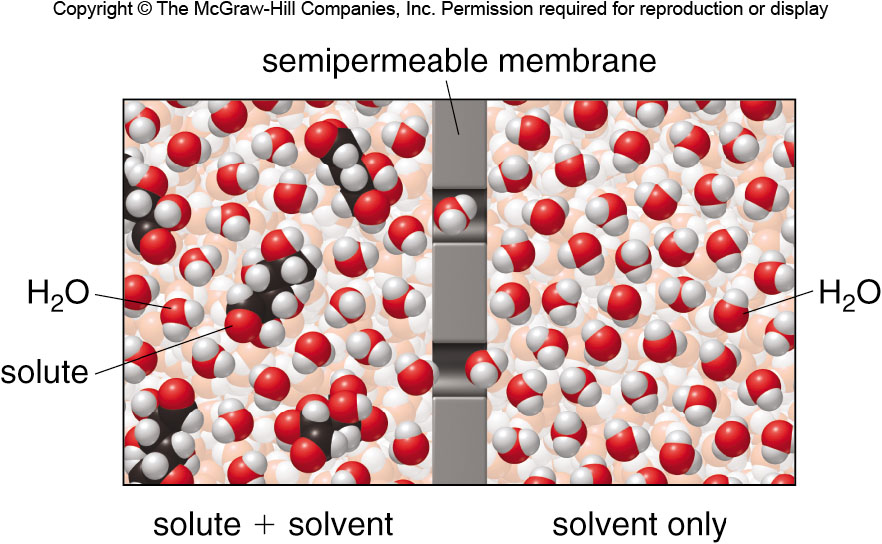 Copyright © The McGraw-Hill Companies, Inc. Permission required for reproduction or display
semipermeable membrane
H₂O
H₂O
solute
solute + solvent
solvent only